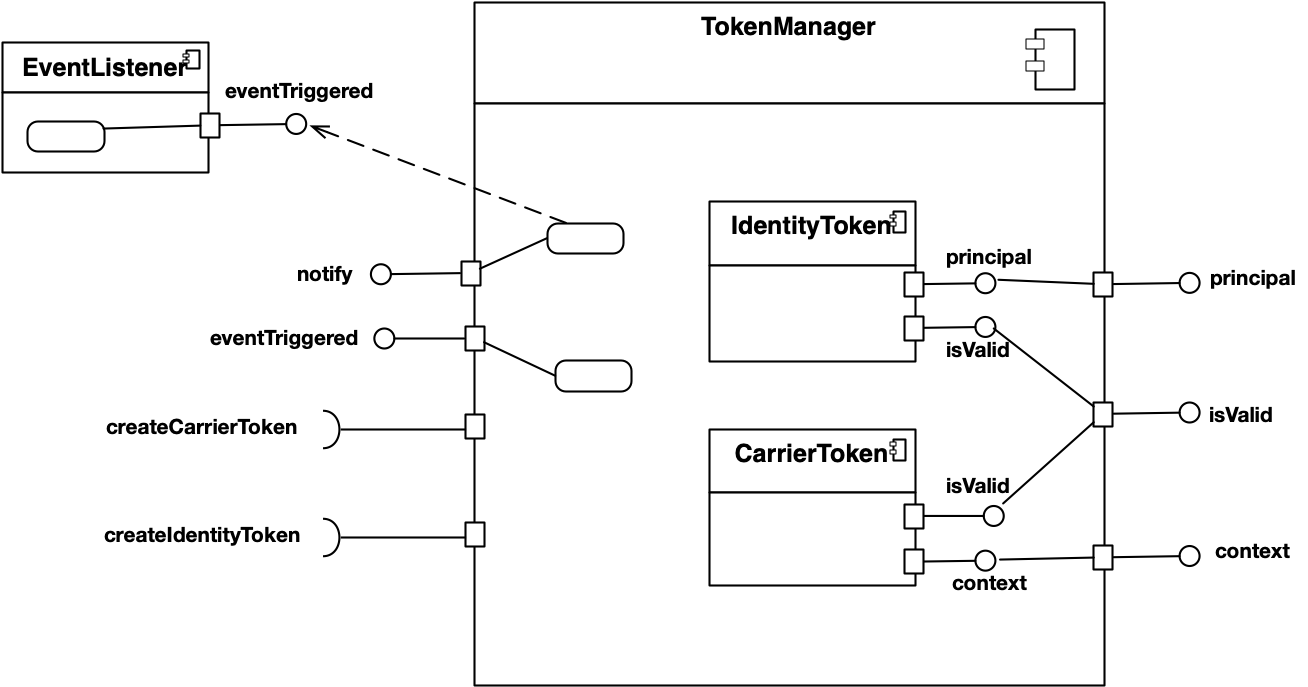 TokenManager
EventListener
eventTriggered
IdentityToken
principal
principal
notify
eventTriggered
isValid
createCarrierToken
isValid
CarrierToken
isValid
createIdentityToken
context
context